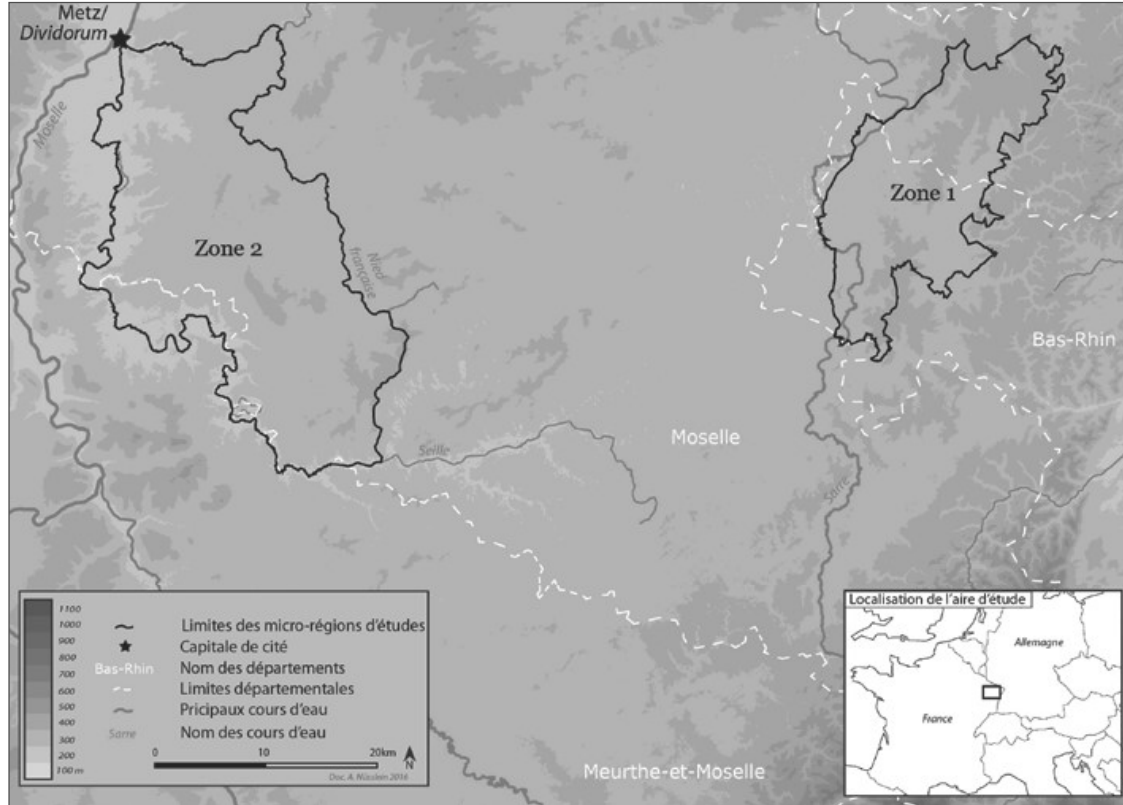 Metz/
Dividorum
Moselle
Zone 1
Zone 2
Nied
française
Bas-Rhin
Moselle
Seille
Sarre
Meurthe-et-Moselle
1100
1000
900
800
700
600
500
400
300
200
100 m
Limites des micro-régions d'études
Capitale de cité
Bas-Rhin Nom des départements
Limites départementales
Pricipaux cours d'eau
Sarre Nom des cours d'eau
0 10 20km
N
Doc. A. Nüsslein 2016
Localisation de l'aire d'étude
Allemagne
France